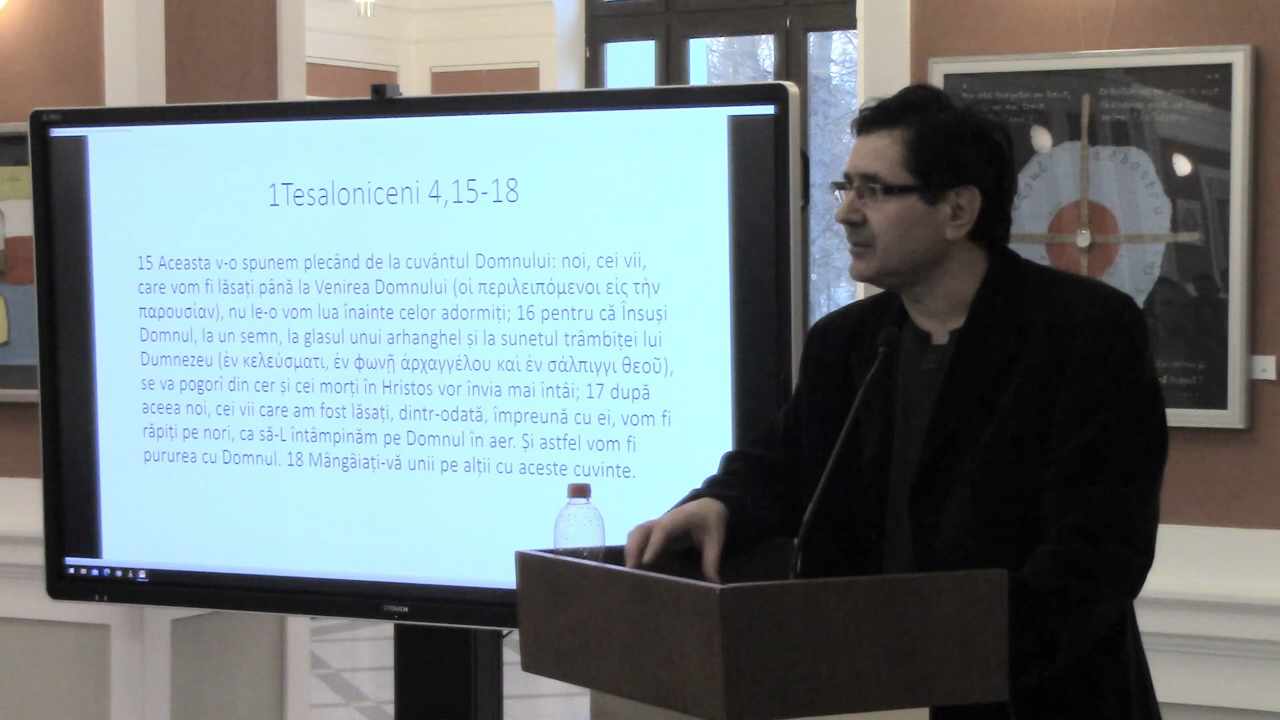 1Tesaloniceni 4,15-18
15 Aceasta v-o spunem plecând de la cuvântul Domnului: noi, cei vii,
care vom fi lăsați până la Venirea Domnului (οἱ περιλειπόμενοι εἰς τὴν
παρουσίαν), nu le-o vom lua înainte celor adormiți; 16 pentru că Însuși
Domnul, la un semn, la glasul unui arhanghel și la sunetul trâmbiței lui
Dumnezeu (ἐν κελεύσματι, ἐν φωνῇ ἀρχαγγέλου καὶ ἐν σάλπιγγι θεοῦ),
se va pogorî din cer și cei morți în Hristos vor învia mai întâi; 17 după
aceea noi, cei vii care am fost lăsați, dintr-odată, împreună cu ei, vom fi
răpiți pe nori, ca să-L întâmpinăm pe Domnul în aer. Și astfel vom fi
pururea cu Domnul. 18 Mângâiați-vă unii pe alții cu aceste cuvinte.
CTOUCH